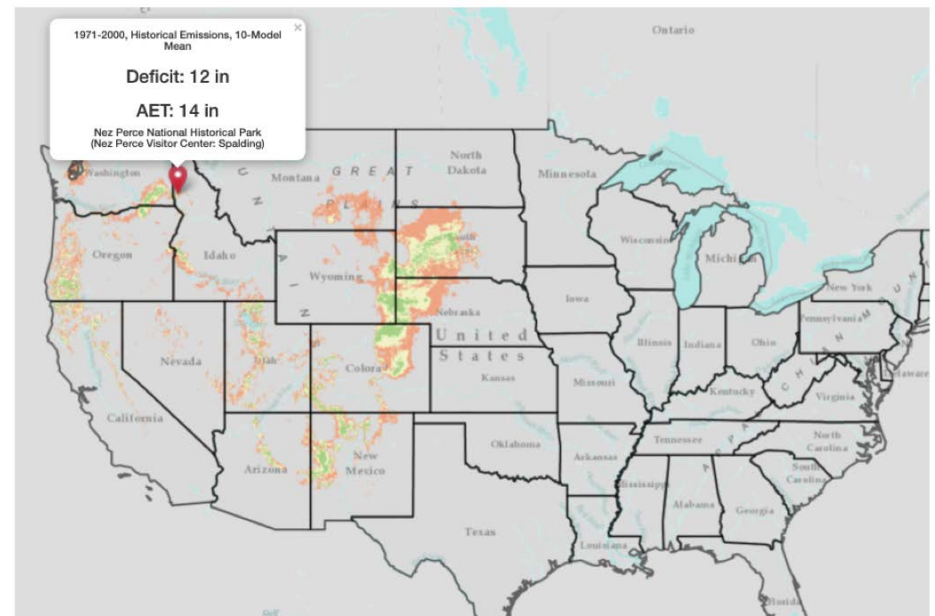 1971-2000, Historical Emissions, 10-Model
Mean
×
Deficit: 12 in
AET: 14 in
Nez Perce National Historical Park
(Nez Perce Visitor Center: Spalding)
Ontario
Washington
Montana
GREAT
PLAINS
North
Dakota
Minnesota
Oregon
Idaho
Wyoming
South
Wisconsin
Michigan
Nebraska
Iowa
New York
Pennsylvania
Nevada
Utah
Colora
United
States
Illinois
Indiana
Ohio
Kansas
Missouri
Kentucky
Virginia
Delaware
California
Arizona
New
Mexico
Oklahoma
Arkansas
Tennessee
North
Carolina
South
Carolina
Mississippi
Alabama
Georgia
Texas
Louisiana
Florida